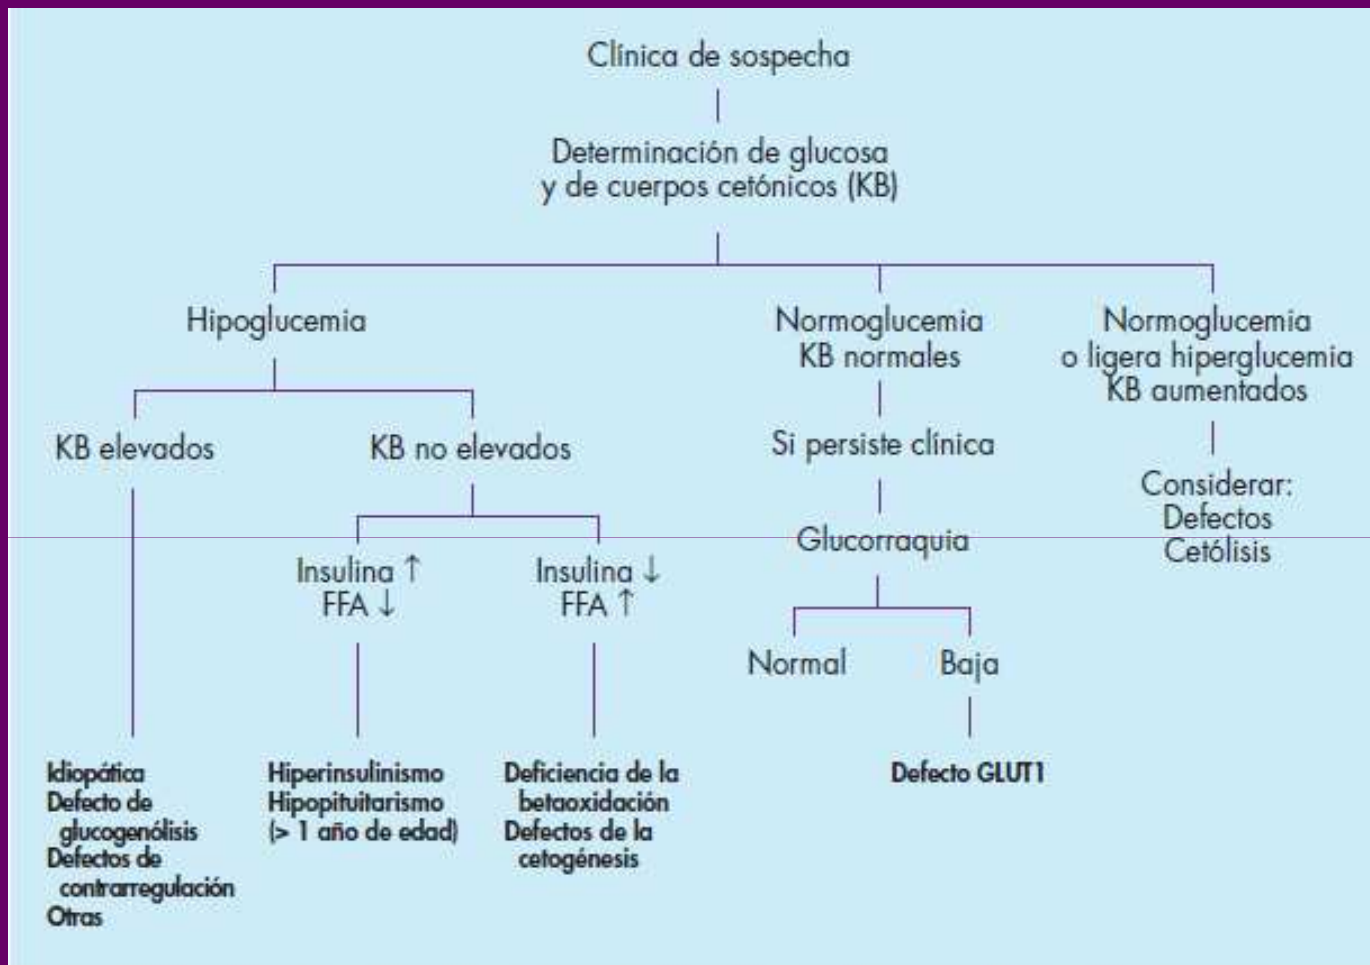 Clínica de sospecha
Determinación de glucosa
y de cuerpos cetónicos (KB)
Hipoglucemia
Normoglucemia
KB normales
Normoglucemia
o ligera hiperglucemia
KB aumentados
KB elevados
KB no elevados
Si persiste clínica
Considerar:
Defectos
Cetólisis
Glucorraquia
Insulina ↑
FFA ↓
Insulina ↓
FFA ↑
Normal
Baja
Idiopática
Defecto de
glucogenólisis
Defectos de
contrarregulación
Otras
Hiperinsulinismo
Hipopituitarismo
(> 1 año de edad)
Deficiencia de la
betaoxidación
Defectos de la
cetogénesis
Defecto GLUT1